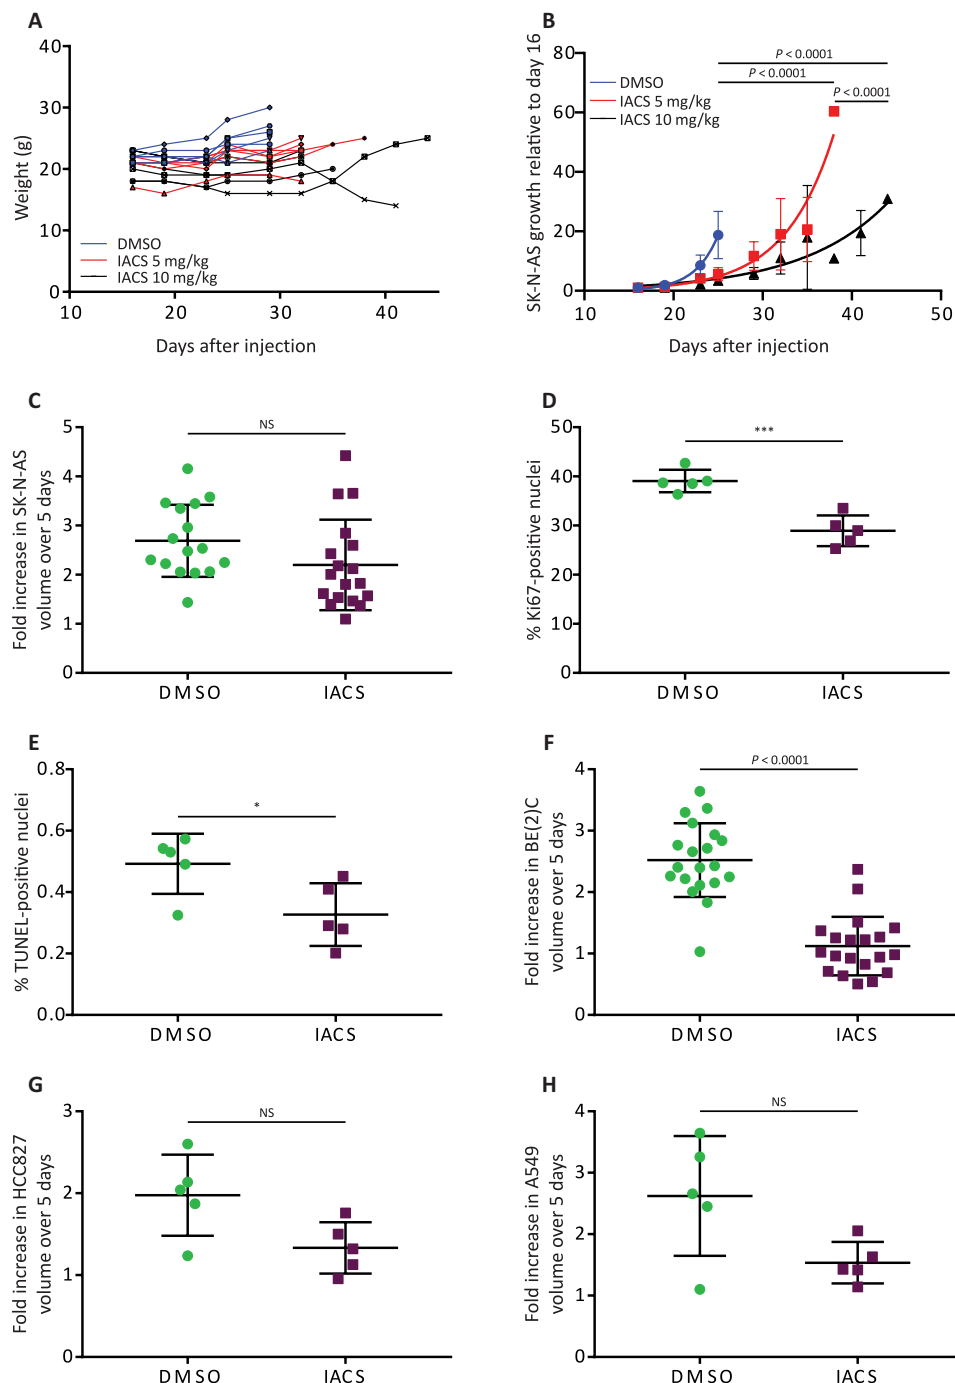 A
Weight (g)
40
30
20
10
0
DMSO
IACS 5 mg/kg
IACS 10 mg/kg
10
20
30
40
Days after injection
B
SK-N-AS growth relative to day 16
80
60
40
20
0
P < 0.0001
P < 0.0001
P < 0.0001
DMSO
IACS 5 mg/kg
IACS 10 mg/kg
10
20
30
40
50
Days after injection
C
Fold increase in SK-N-AS
volume over 5 days
5
4
3
2
1
0
NS
DMSO
IACS
D
% Ki67-positive nuclei
50
40
30
20
10
0
***
DMSO
IACS
E
% TUNEL-positive nuclei
0.8
0.6
0.4
0.2
0.0
*
DMSO
IACS
F
Fold increase in BE(2)C
volume over 5 days
4
3
2
1
0
P < 0.0001
DMSO
IACS
G
Fold increase in HCC827
volume over 5 days
3
2
1
0
NS
DMSO
IACS
H
Fold increase in A549
volume over 5 days
4
3
2
1
0
NS
DMSO
IACS